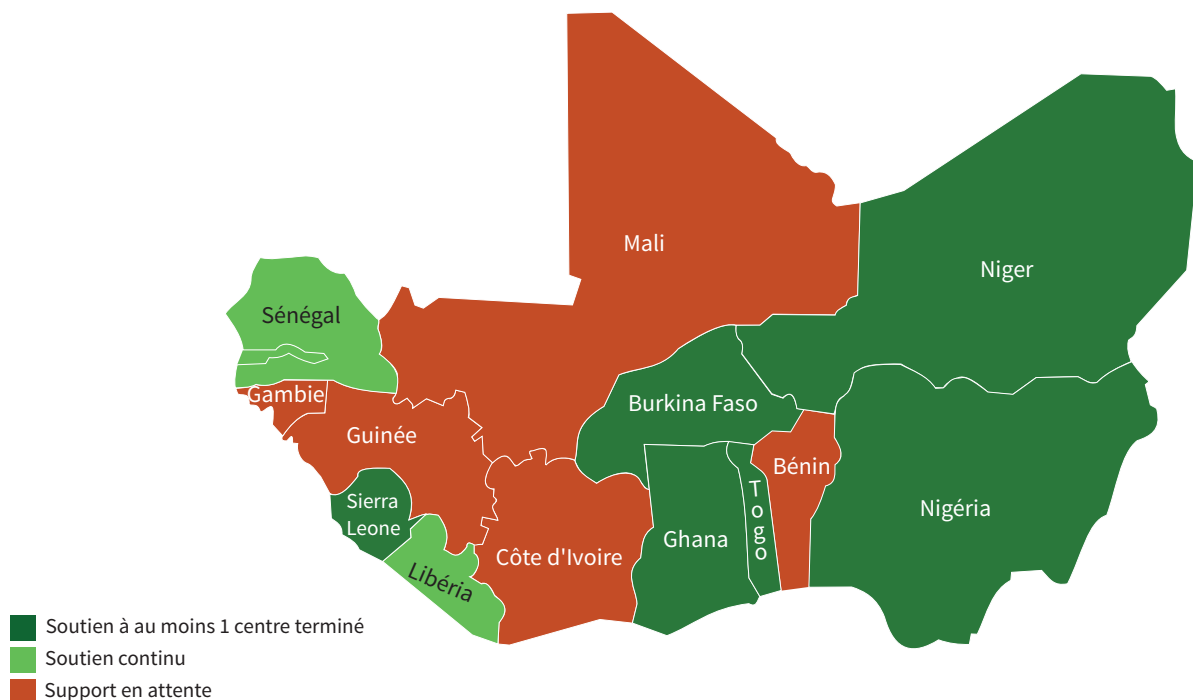 Mali
Niger
Sénégal
Gambie
Burkina Faso
Guinée
Bénin
Togo
Sierra
Leone
Nigéria
Ghana
Côte d'Ivoire
Libéria
Soutien à au moins 1 centre terminé
Soutien continu
Support en attente